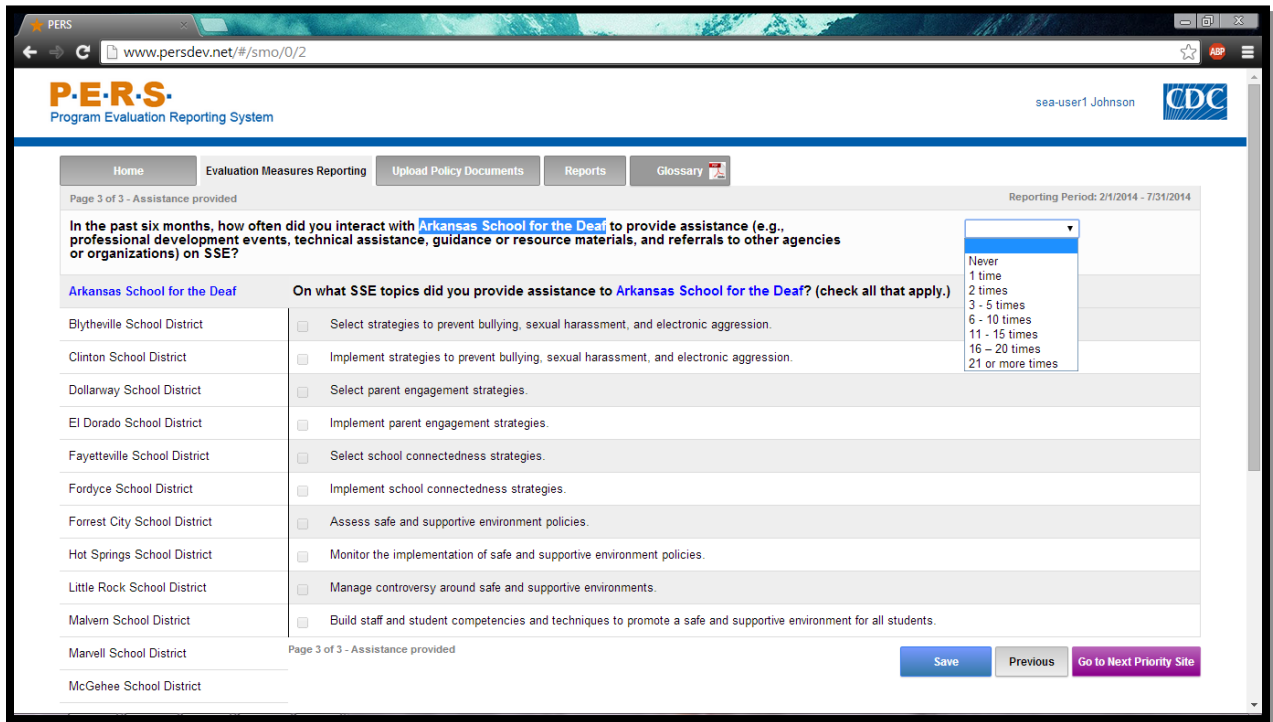 PERS
www.persdev.net/#/smo/0/2
ABP
P·E·R·S·
Program Evaluation Reporting System
sea-user1 Johnson
CDC
Home
Evaluation Measures Reporting
Upload Policy Documents
Reports
Glossary
Page 3 of 3 - Assistance provided
Reporting Period: 2/1/2014 - 7/31/2014
In the past six months, how often did you interact with Arkansas School for the Deaf to provide assistance (e.g.,
professional development events, technical assistance, guidance or resource materials, and referrals to other agencies
or organizations) on SSE?
Never
1 time
2 times
3 - 5 times
6 - 10 times
11 - 15 times
16 – 20 times
21 or more times
Arkansas School for the Deaf
On what SSE topics did you provide assistance to Arkansas School for the Deaf? (check all that apply.)
Blytheville School District
Select strategies to prevent bullying, sexual harassment, and electronic aggression.
Clinton School District
Implement strategies to prevent bullying, sexual harassment, and electronic aggression.
Dollarway School District
Select parent engagement strategies.
El Dorado School District
Implement parent engagement strategies.
Fayetteville School District
Select school connectedness strategies.
Fordyce School District
Implement school connectedness strategies.
Forrest City School District
Assess safe and supportive environment policies.
Hot Springs School District
Monitor the implementation of safe and supportive environment policies.
Little Rock School District
Manage controversy around safe and supportive environments.
Malvern School District
Build staff and student competencies and techniques to promote a safe and supportive environment for all students.
Marvell School District
Page 3 of 3 - Assistance provided
Save
Previous
Go to Next Priority Site
McGehee School District